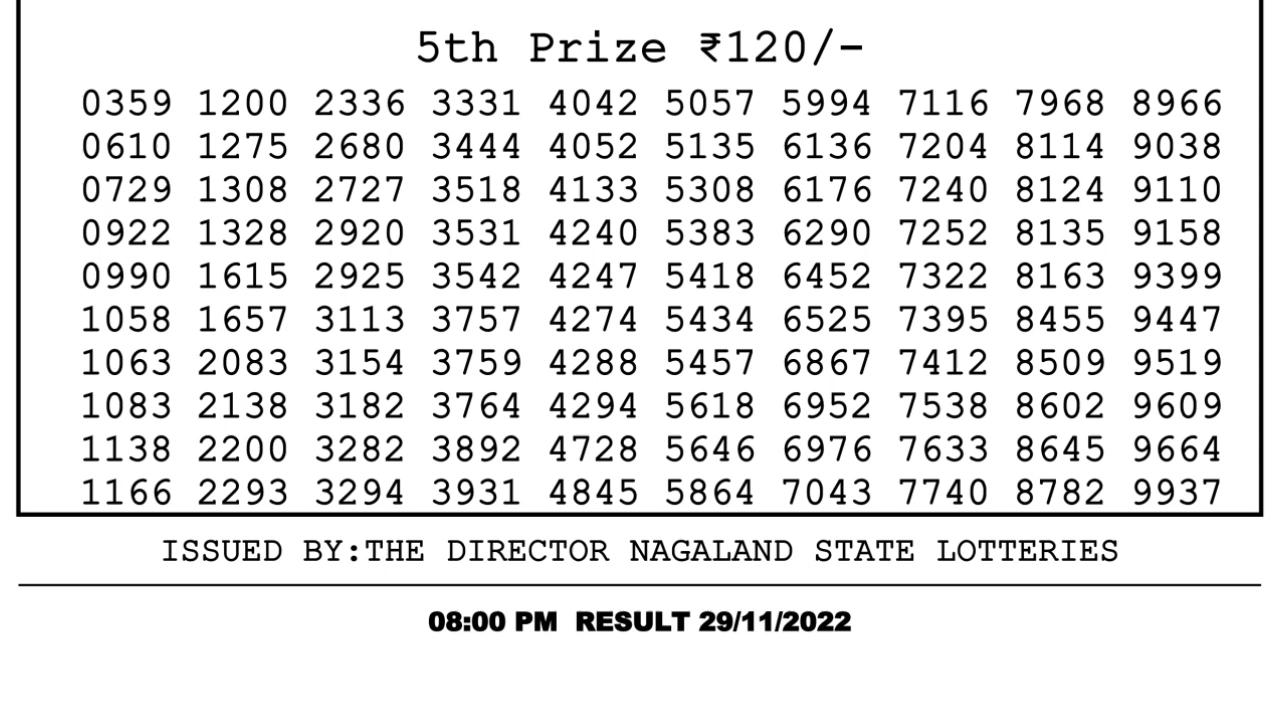 5th Prize ₹120/-
0359 1200 2336 3331 4042 5057 5994 7116 7968 8966
0610 1275 2680 3444 4052 5135 6136 7204 8114 9038
0729 1308 2727 3518 4133 5308 6176 7240 8124 9110
0922 1328 2920 3531 4240 5383 6290 7252 8135 9158
0990 1615 2925 3542 4247 5418 6452 7322 8163 9399
1058 1657 3113 3757 4274 5434 6525 7395 8455 9447
1063 2083 3154 3759 4288 5457 6867 7412 8509 9519
1083 2138 3182 3764 4294 5618 6952 7538 8602 9609
1138 2200 3282 3892 4728 5646 6976 7633 8645 9664
1166 2293 3294 3931 4845 5864 7043 7740 8782 9937
ISSUED BY:THE DIRECTOR NAGALAND STATE LOTTERIES
08:00 PM RESULT 29/11/2022